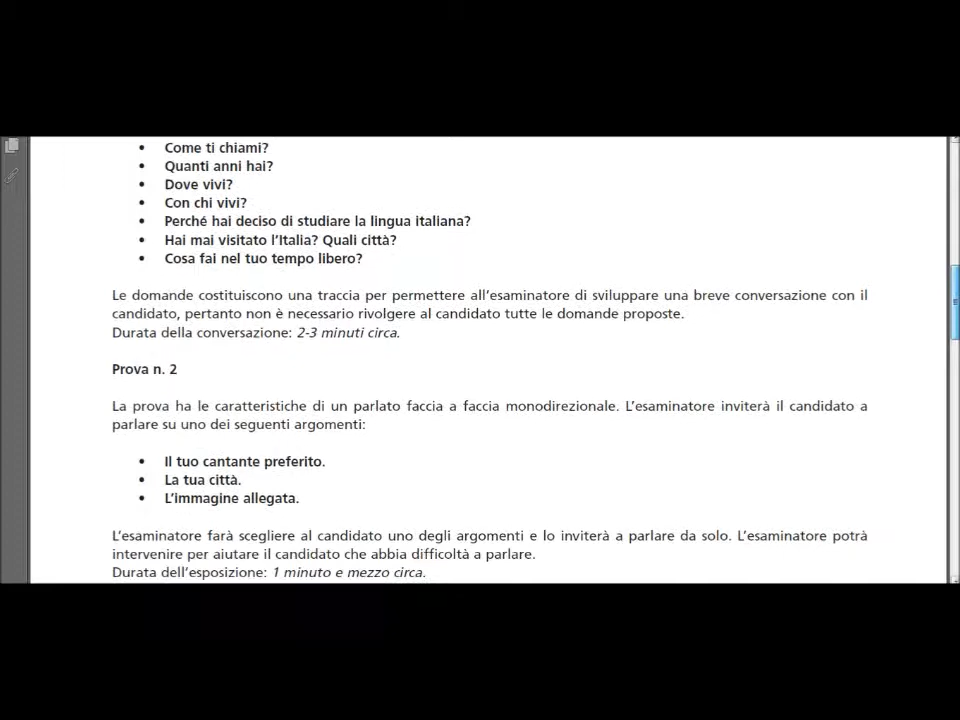 • Come ti chiami?
• Quanti anni hai?
• Dove vivi?
• Con chi vivi?
• Perché hai deciso di studiare la lingua italiana?
• Hai mai visitato l'Italia? Quali città?
• Cosa fai nel tuo tempo libero?
Le domande costituiscono una traccia per permettere all'esaminatore di sviluppare una breve conversazione con il
candidato, pertanto non è necessario rivolgere al candidato tutte le domande proposte.
Durata della conversazione: 2-3 minuti circa.
Prova n. 2
La prova ha le caratteristiche di un parlato faccia a faccia monodirezionale. L'esaminatore inviterà il candidato a
parlare su uno dei seguenti argomenti:
• Il tuo cantante preferito.
• La tua città.
• L'immagine allegata.
L'esaminatore farà scegliere al candidato uno degli argomenti e lo inviterà a parlare da solo. L'esaminatore potrà
intervenire per aiutare il candidato che abbia difficoltà a parlare.
Durata dell'esposizione: 1 minuto e mezzo circa.